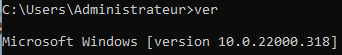 C:\Users\Administrateur>ver
Microsoft Windows [version 10.0.22000.318]